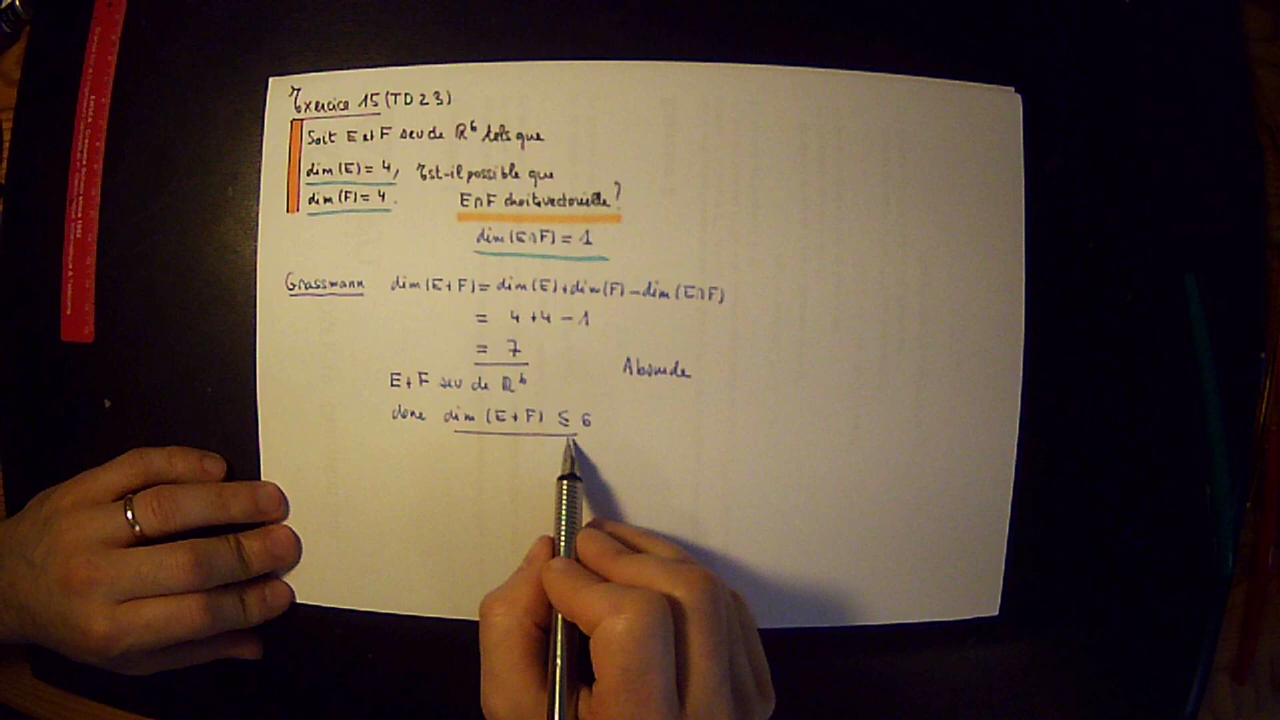 Exercice 15 (TD 23)
Soit E et F sev de ℝ⁶ tels que
dim(E) = 4, Est-il possible que
dim(F) = 4. E∩F droite vectorielle ?
dim(E∩F) = 1
Grassmann dim(E+F) = dim(E)+dim(F)-dim(E∩F)
= 4+4-1
= 7
Absurde
E+F sev de ℝ⁶
donc dim (E+F) ≤ 6